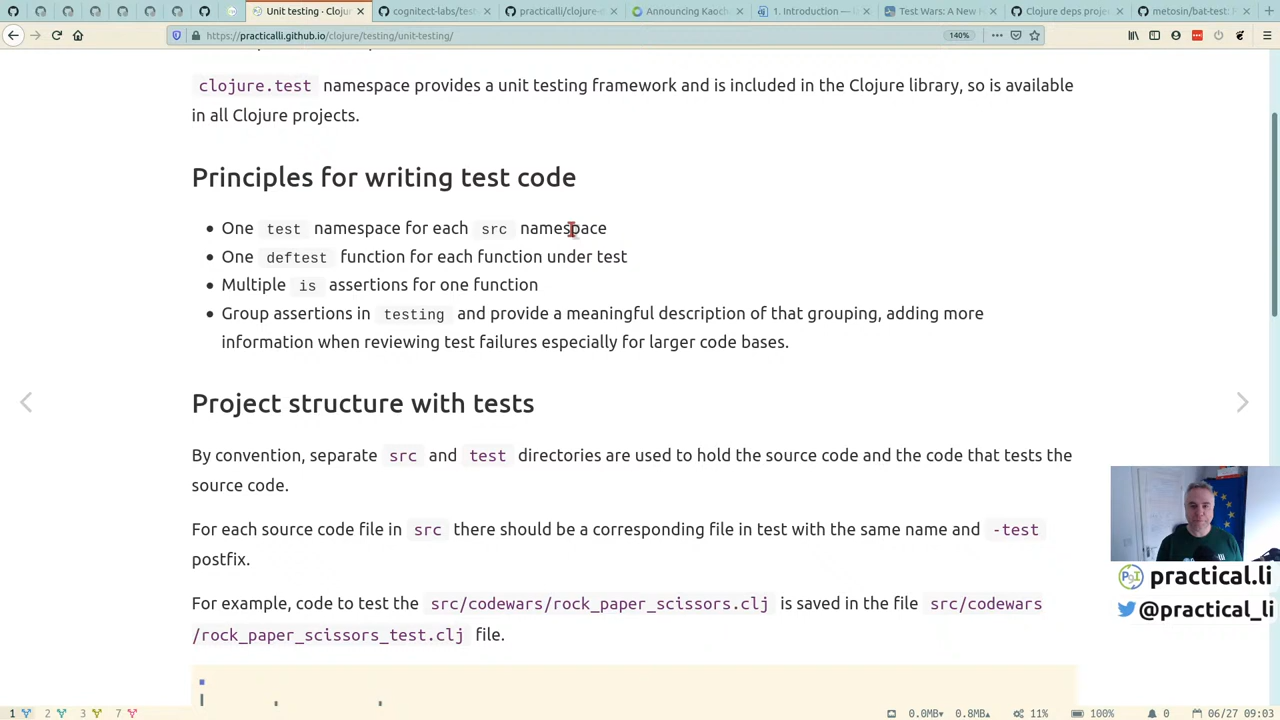 Unit testing · Clojur
cognitect-labs/test
practicalli/clojure-d
Announcing Kaoch
1. Introduction —
Test Wars: A New H
Clojure deps proje
metosin/bat-test: F
https://practicalli.github.io/clojure/testing/unit-testing/
140%
clojure.test namespace provides a unit testing framework and is included in the Clojure library, so is available
in all Clojure projects.
Principles for writing test code
One test namespace for each src namespace
One deftest function for each function under test
Multiple is assertions for one function
Group assertions in testing and provide a meaningful description of that grouping, adding more
information when reviewing test failures especially for larger code bases.
Project structure with tests
By convention, separate src and test directories are used to hold the source code and the code that tests the
source code.
For each source code file in src there should be a corresponding file in test with the same name and -test
postfix.
For example, code to test the src/codewars/rock_paper_scissors.clj is saved in the file src/codewars
/rock_paper_scissors_test.clj file.
practical.li
@practical_li
1 2 3 7
0.0MB 0.8MB 11% 100% 0 06/27 09:03